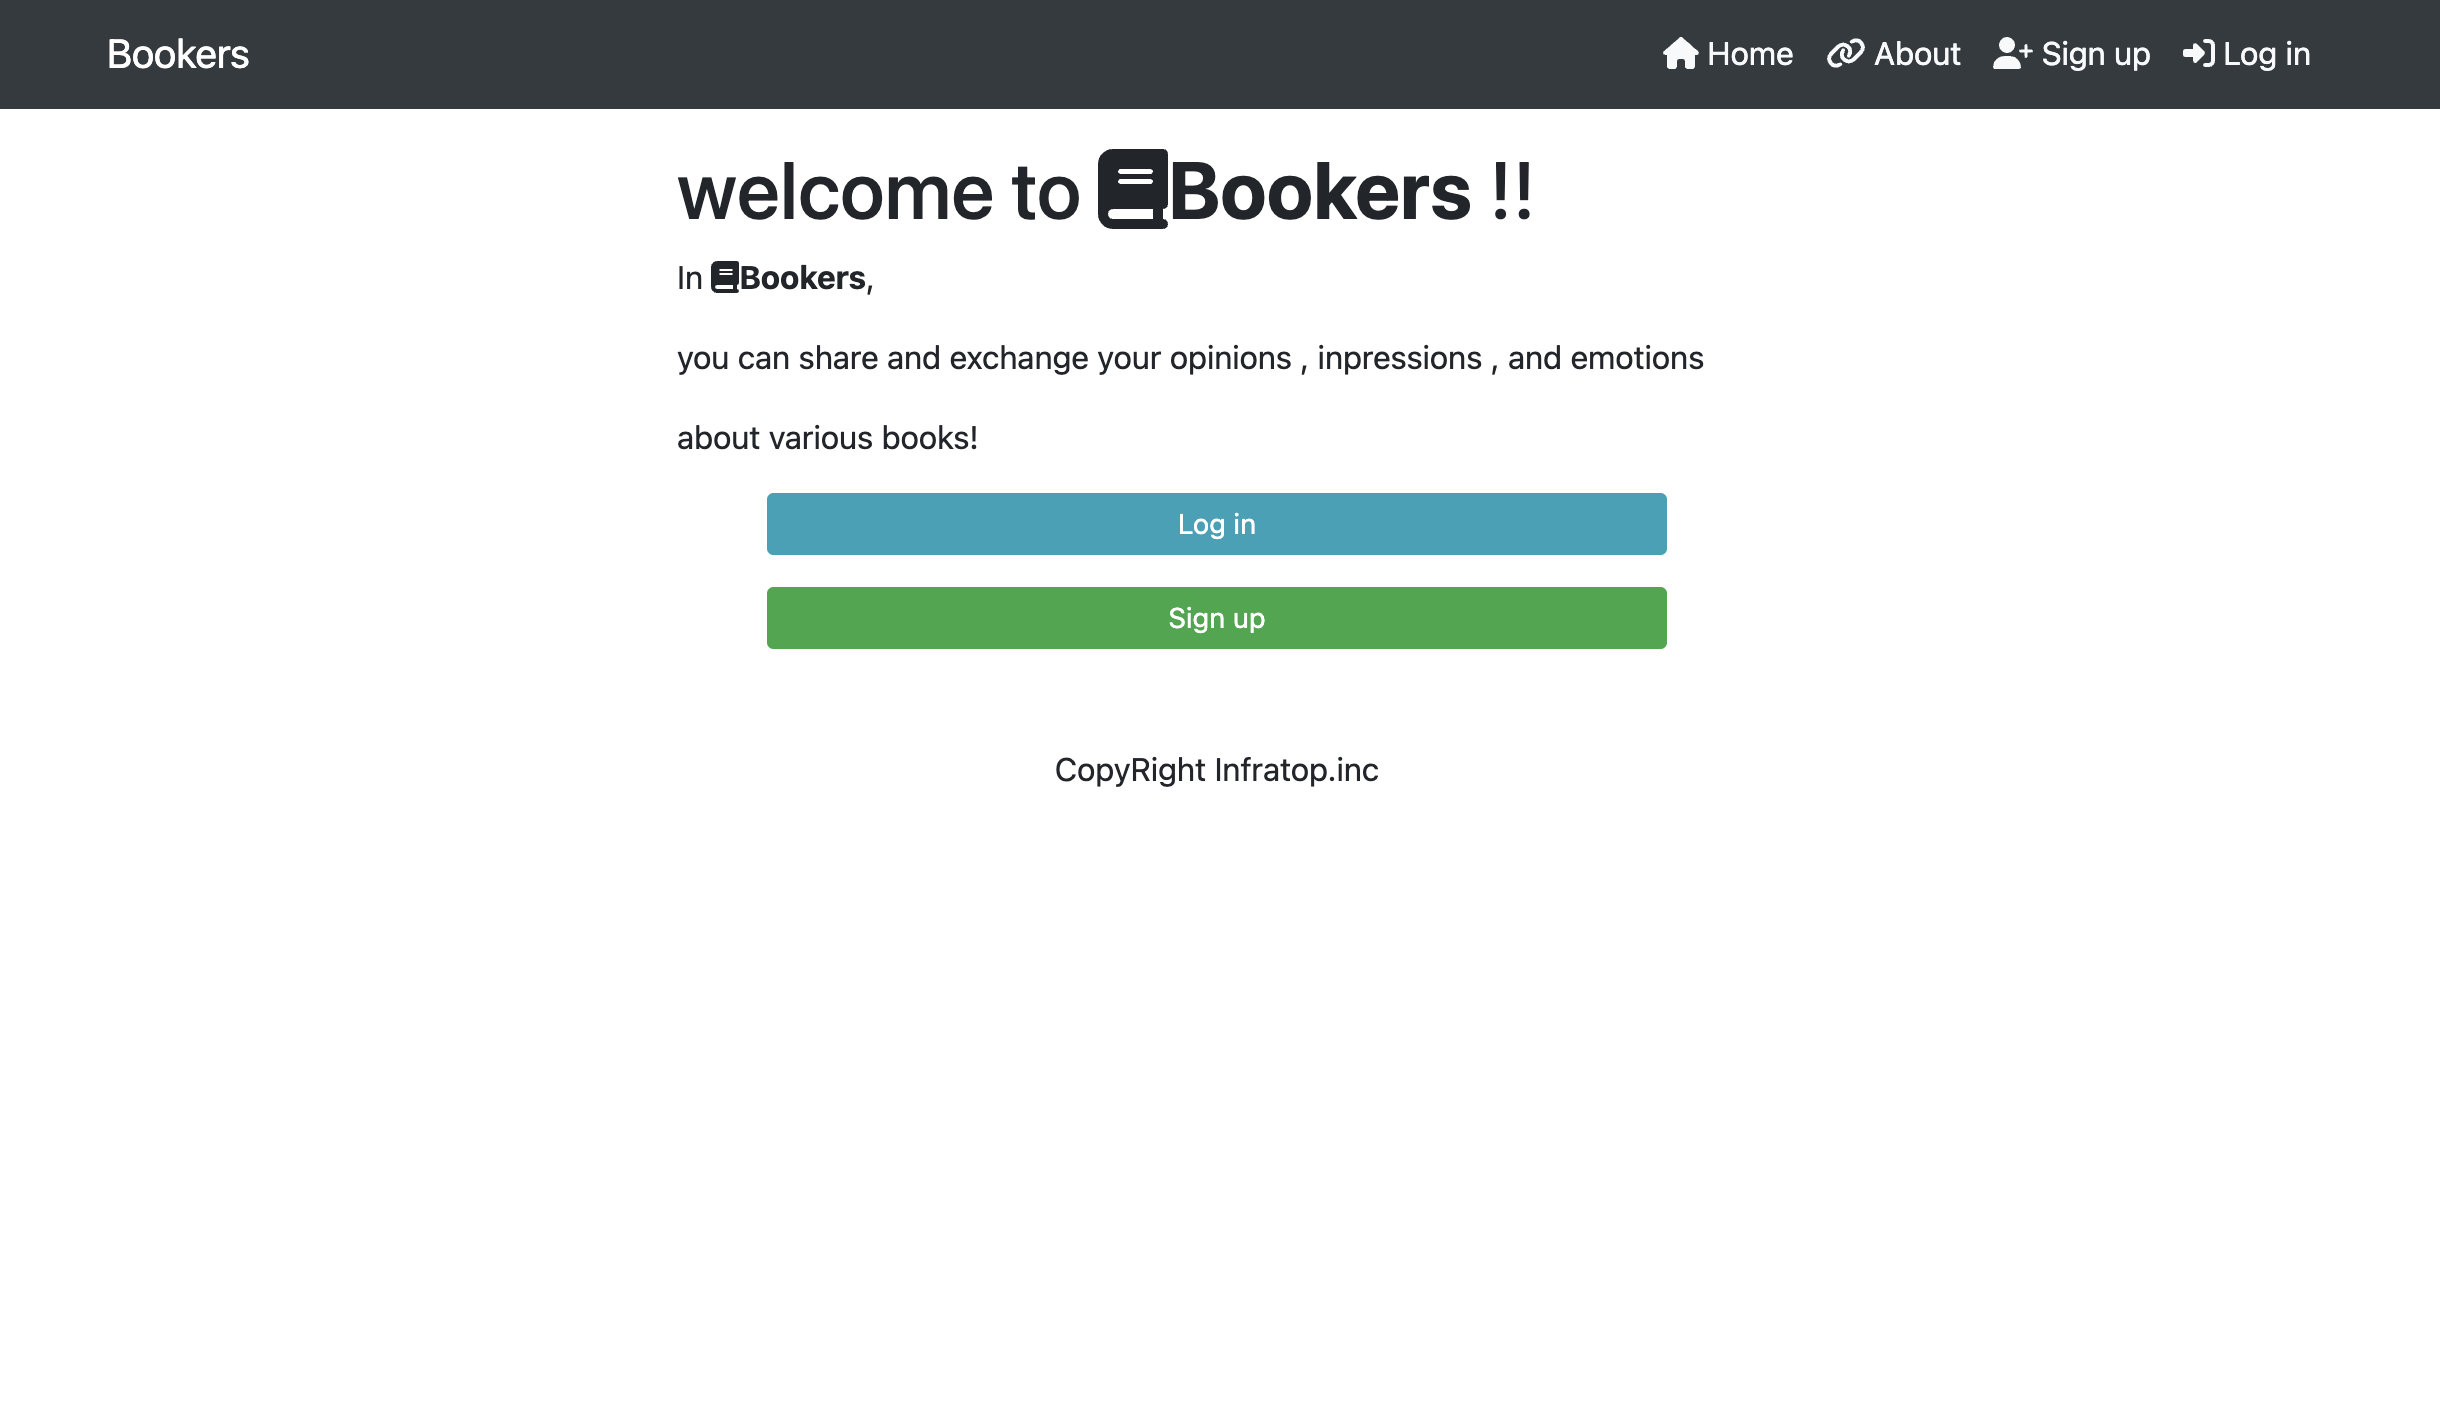 Bookers
Home About Sign up Log in
welcome to Bookers !!
In Bookers,
you can share and exchange your opinions , inpressions , and emotions
about various books!
Log in
Sign up
CopyRight Infratop.inc